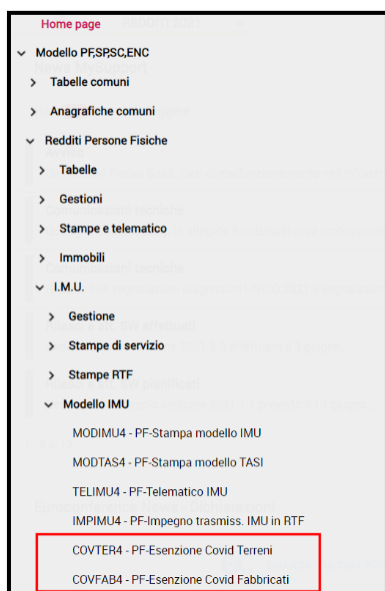 Home page
Modello PF,SP,SC,ENC
Tabelle comuni
Anagrafiche comuni
Redditi Persone Fisiche
Tabelle
Gestioni
Stampe e telematico
Immobili
I.M.U.
Gestione
Stampe di servizio
Stampe RTF
Modello IMU
MODIMU4 - PF-Stampa modello IMU
MODTAS4 - PF-Stampa modello TASI
TELIMU4 - PF-Telematico IMU
IMPIMU4 - PF-Impegno trasmiss. IMU in RTF
COVTER4 - PF-Esenzione Covid Terreni
COVFAB4 - PF-Esenzione Covid Fabbricati